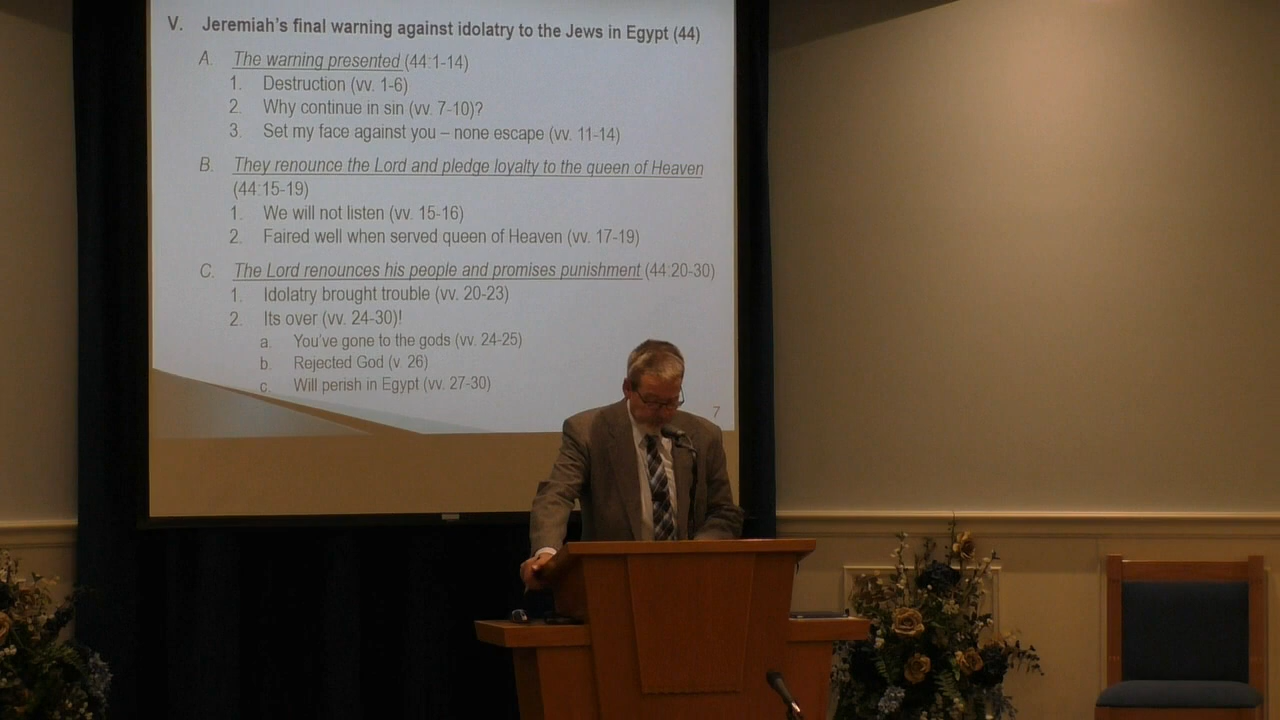 V. Jeremiah's final warning against idolatry to the Jews in Egypt (44)
A. The warning presented (44:1-14)
1. Destruction (vv. 1-6)
2. Why continue in sin (vv. 7-10)?
3. Set my face against you – none escape (vv. 11-14)
B. They renounce the Lord and pledge loyalty to the queen of Heaven
(44:15-19)
1. We will not listen (vv. 15-16)
2. Faired well when served queen of Heaven (vv. 17-19)
C. The Lord renounces his people and promises punishment (44:20-30)
1. Idolatry brought trouble (vv. 20-23)
2. Its over (vv. 24-30)!
a. You've gone to the gods (vv. 24-25)
b. Rejected God (v. 26)
c. Will perish in Egypt (vv. 27-30)
7